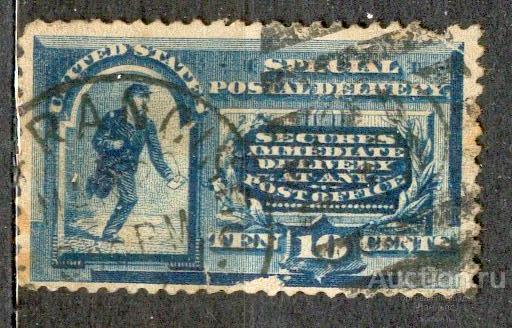 UNITED STATES
SPECIAL
POSTAL DELIVERY
SECURES
IMMEDIATE
DELIVERY
AT ANY
POST OFFICE
TEN 10 CENTS
Auction.ru